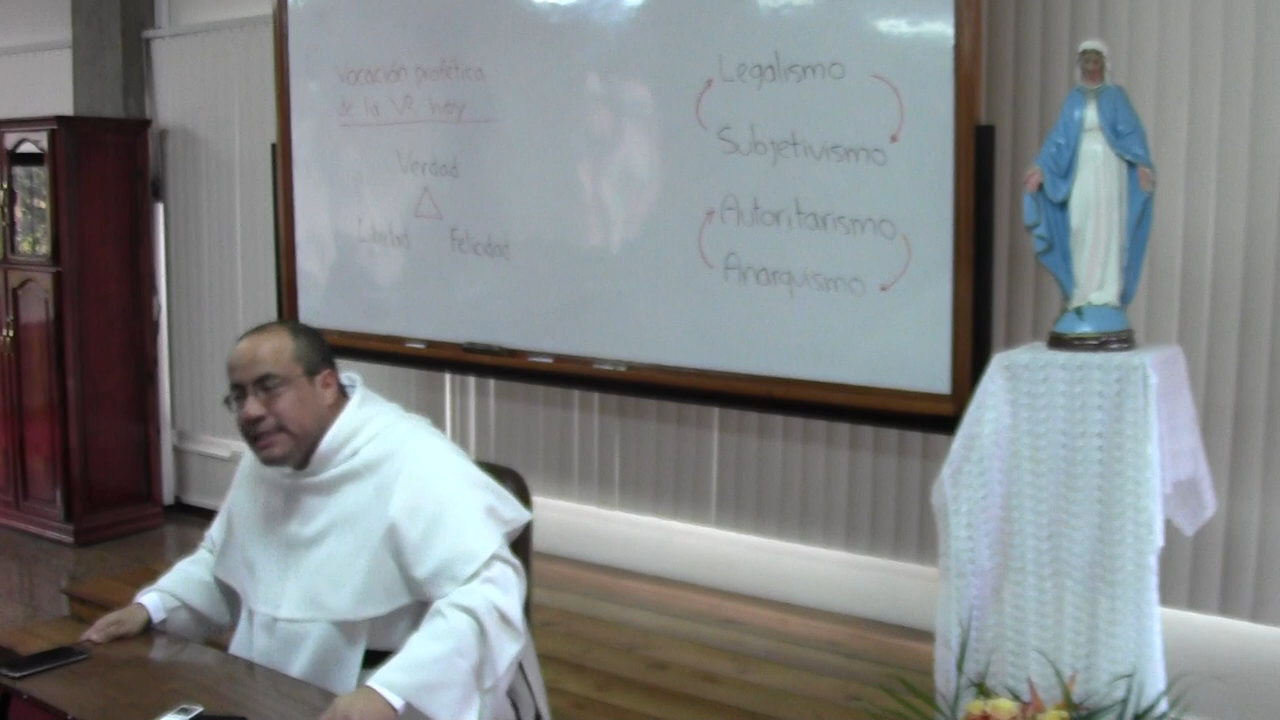 Vocación profética
de la VR hoy
Verdad
Libertad Felicidad
Legalismo
Subjetivismo
Autoritarismo
Anarquismo